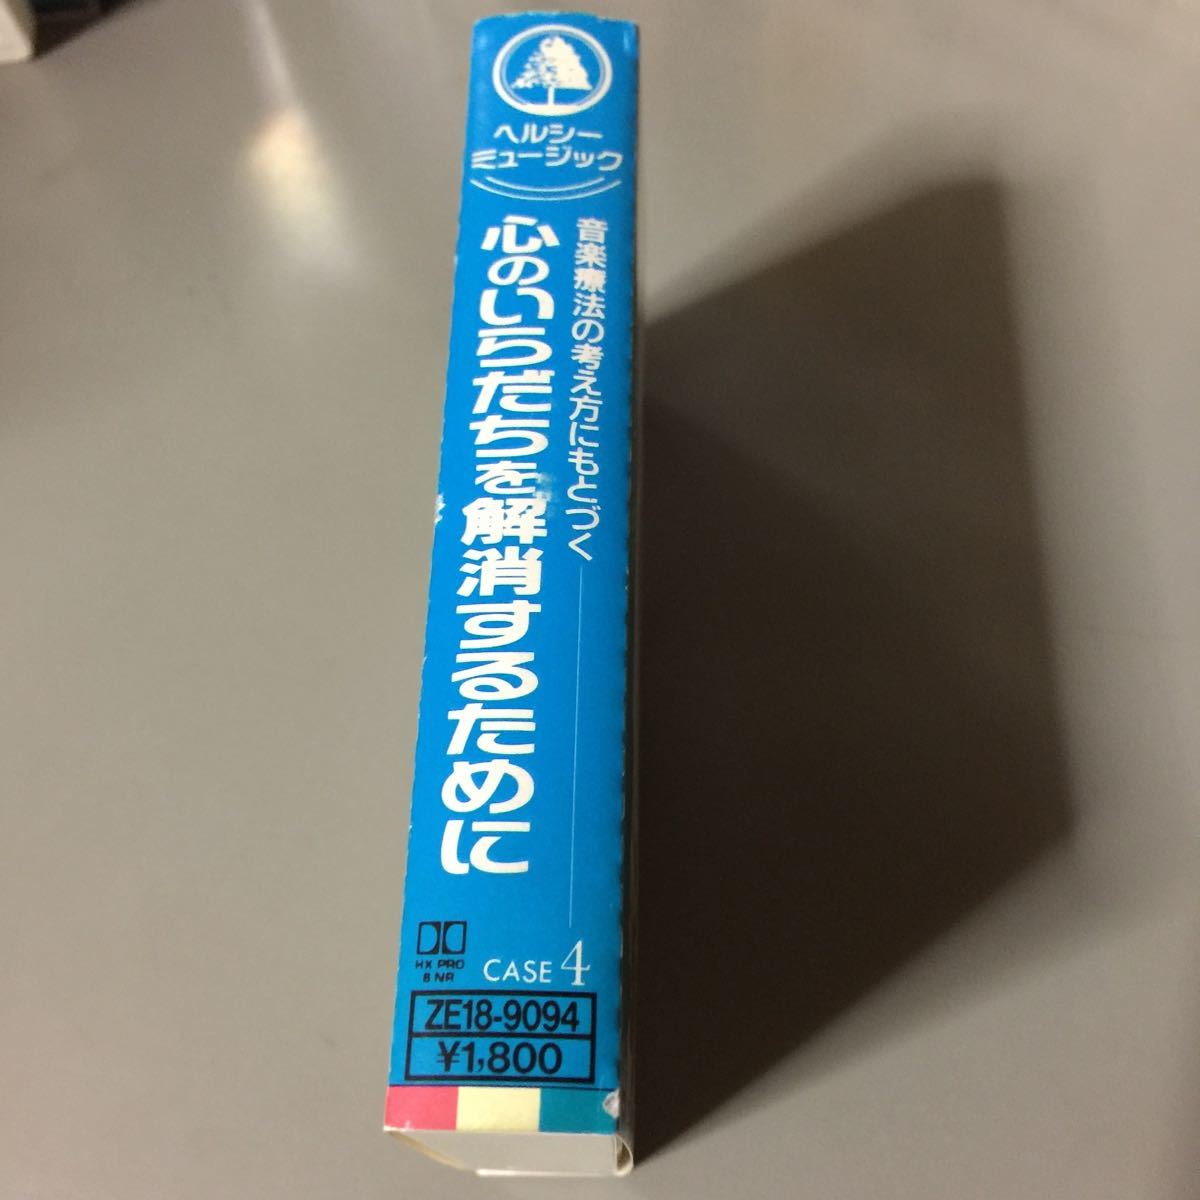 ヘルシー
ミュージック
音楽療法の考え方にもとづく
心のいらだちを解消するために
HX PRO
B NR
CASE 4
ZE18-9094
¥1,800